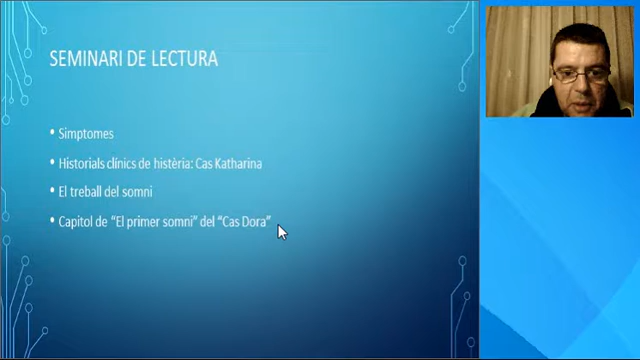 SEMINARI DE LECTURA
• Símptomes
• Historials clínics de histèria: Cas Katharina
• El treball del somni
• Capítol de “El primer somni” del “Cas Dora”